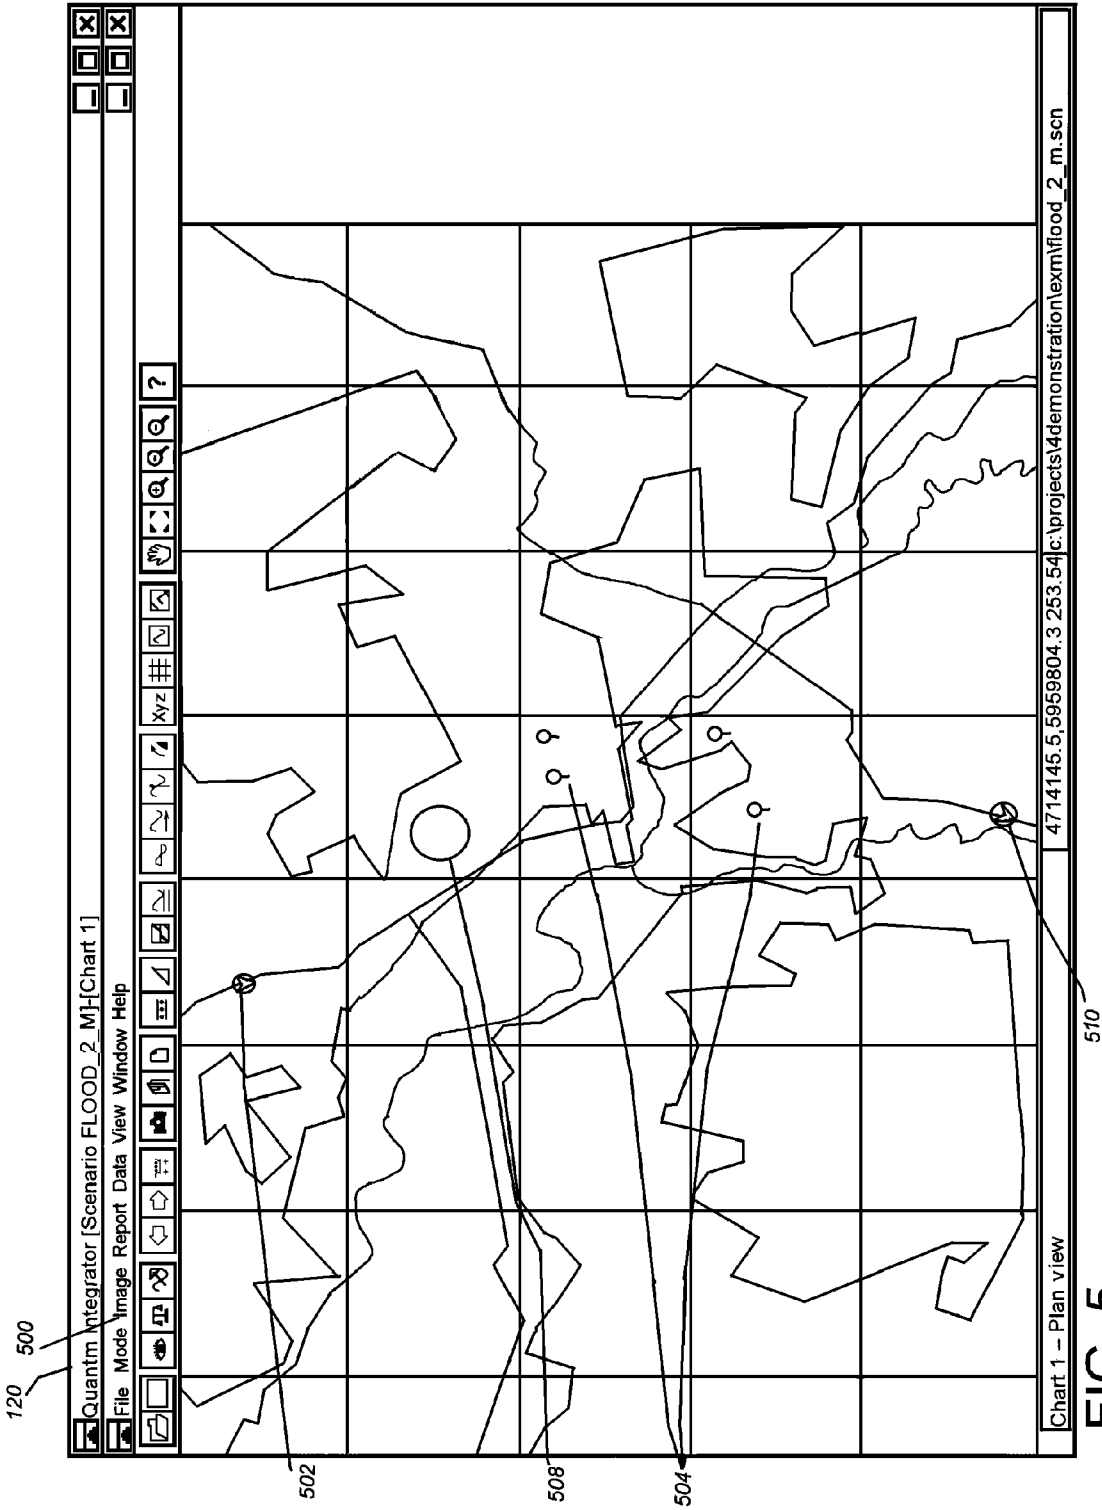 120
500
Quantm Integrator [Scenario FLOOD_2_M]-[Chart 1]
File Mode Image Report Data View Window Help
Xyz
?
502
508
504
510
Chart 1 – Plan view
4714145.5,5959804.3 253.54
c:\projects\4demonstration\exm\flood_2_m.scn
FIG. 5